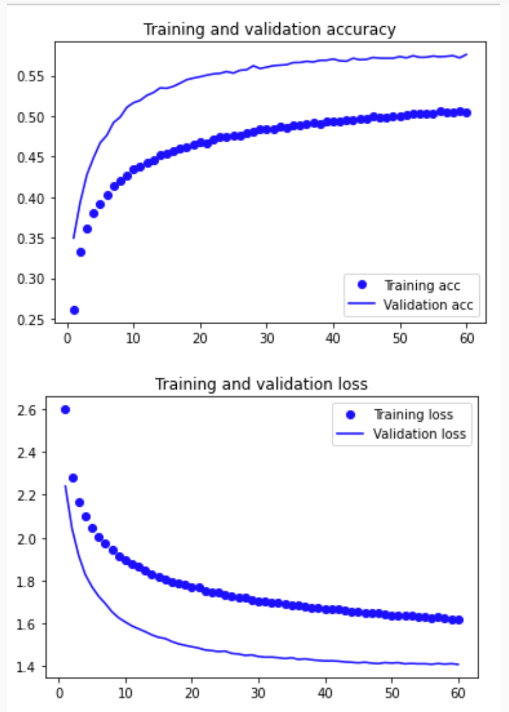 Training and validation accuracy
0.55
0.50
0.45
0.40
0.35
0.30
0.25
Training acc
Validation acc
0 10 20 30 40 50 60
Training and validation loss
2.6
2.4
2.2
2.0
1.8
1.6
1.4
Training loss
Validation loss
0 10 20 30 40 50 60